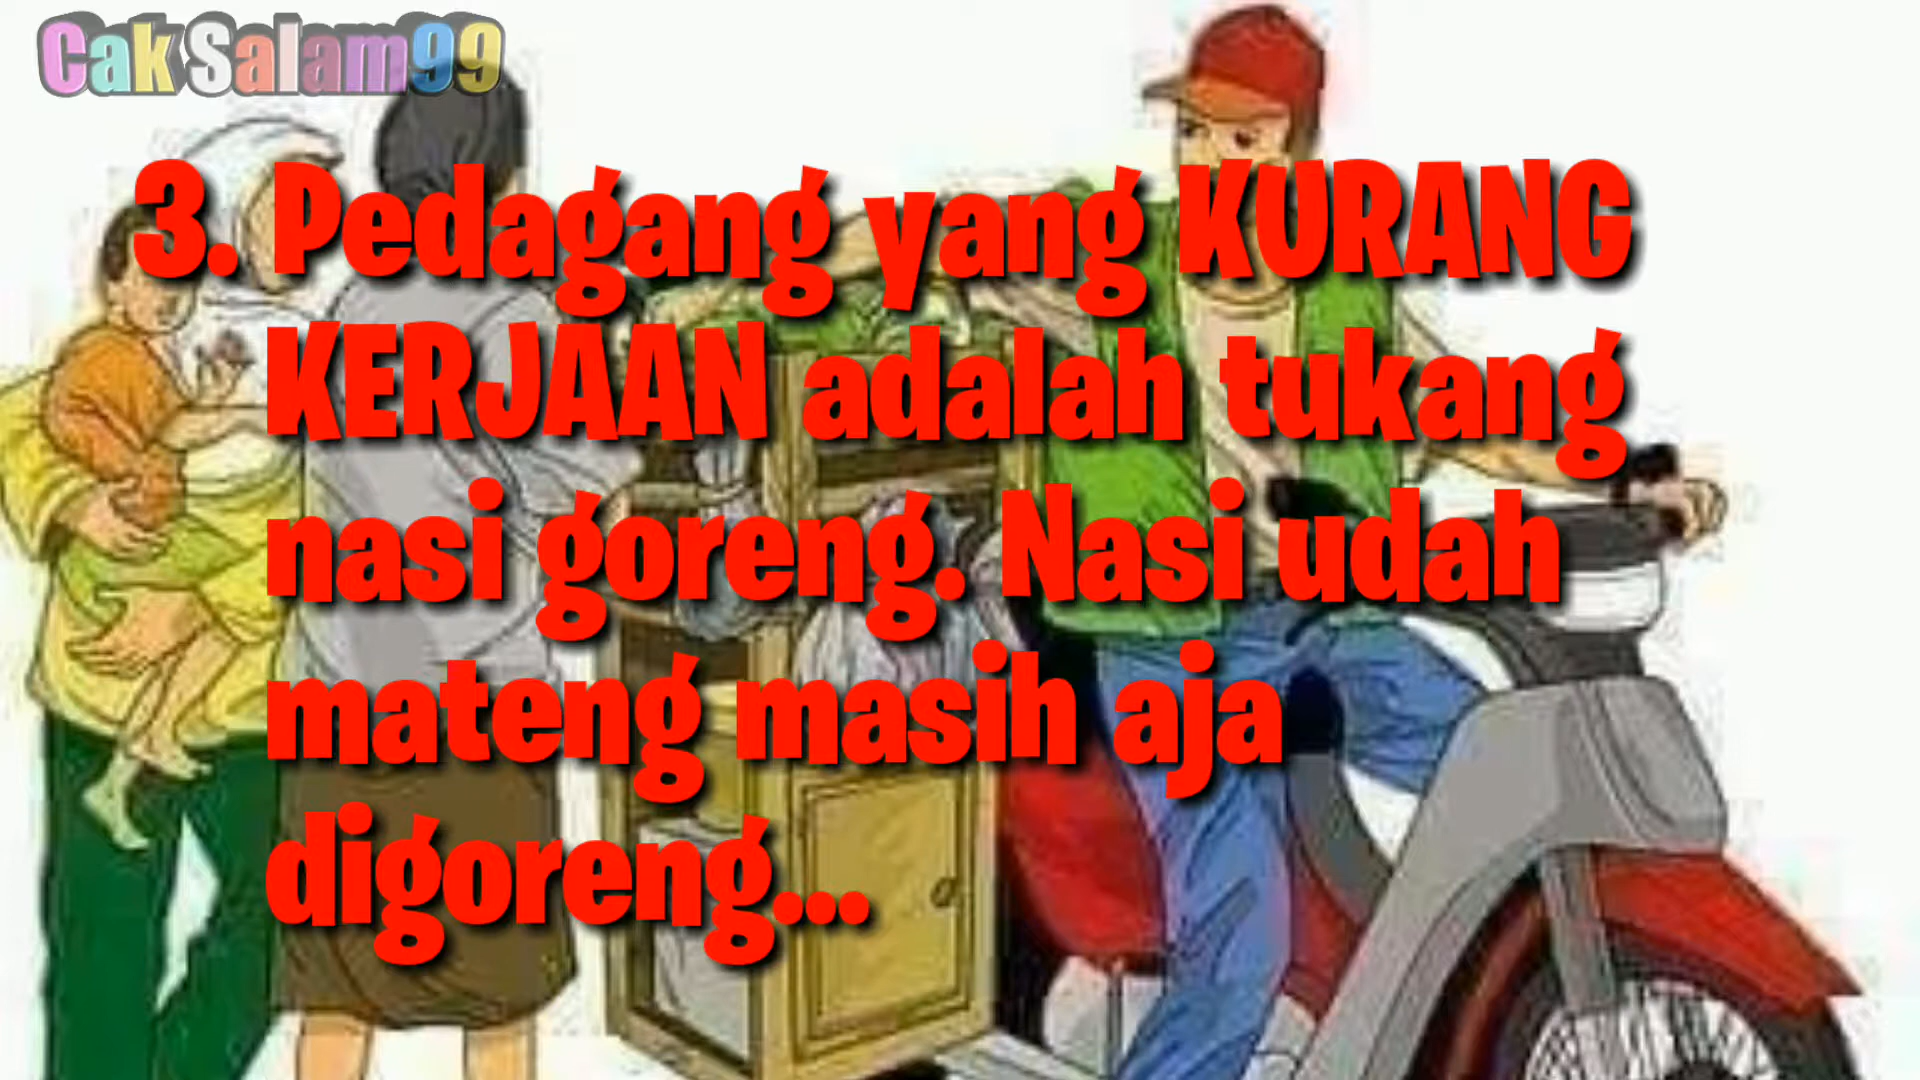 CakSalam99
3. Pedagang yang KURANG
KERJAAN adalah tukang
nasi goreng. Nasi udah
mateng masih aja
digoreng...